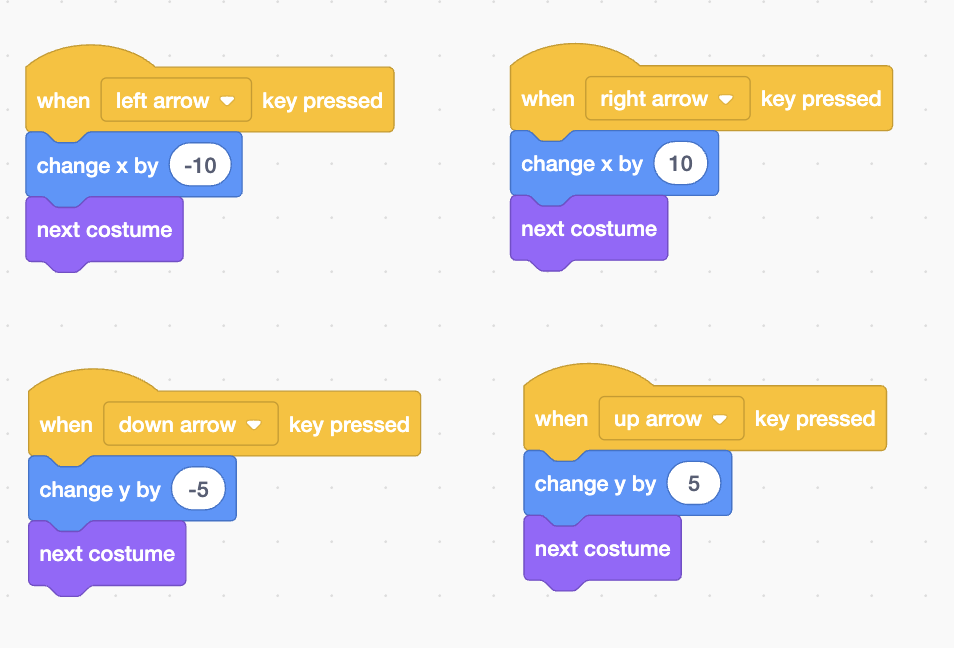 when left arrow key pressed
change x by -10
next costume
when right arrow key pressed
change x by 10
next costume
when down arrow key pressed
change y by -5
next costume
when up arrow key pressed
change y by 5
next costume